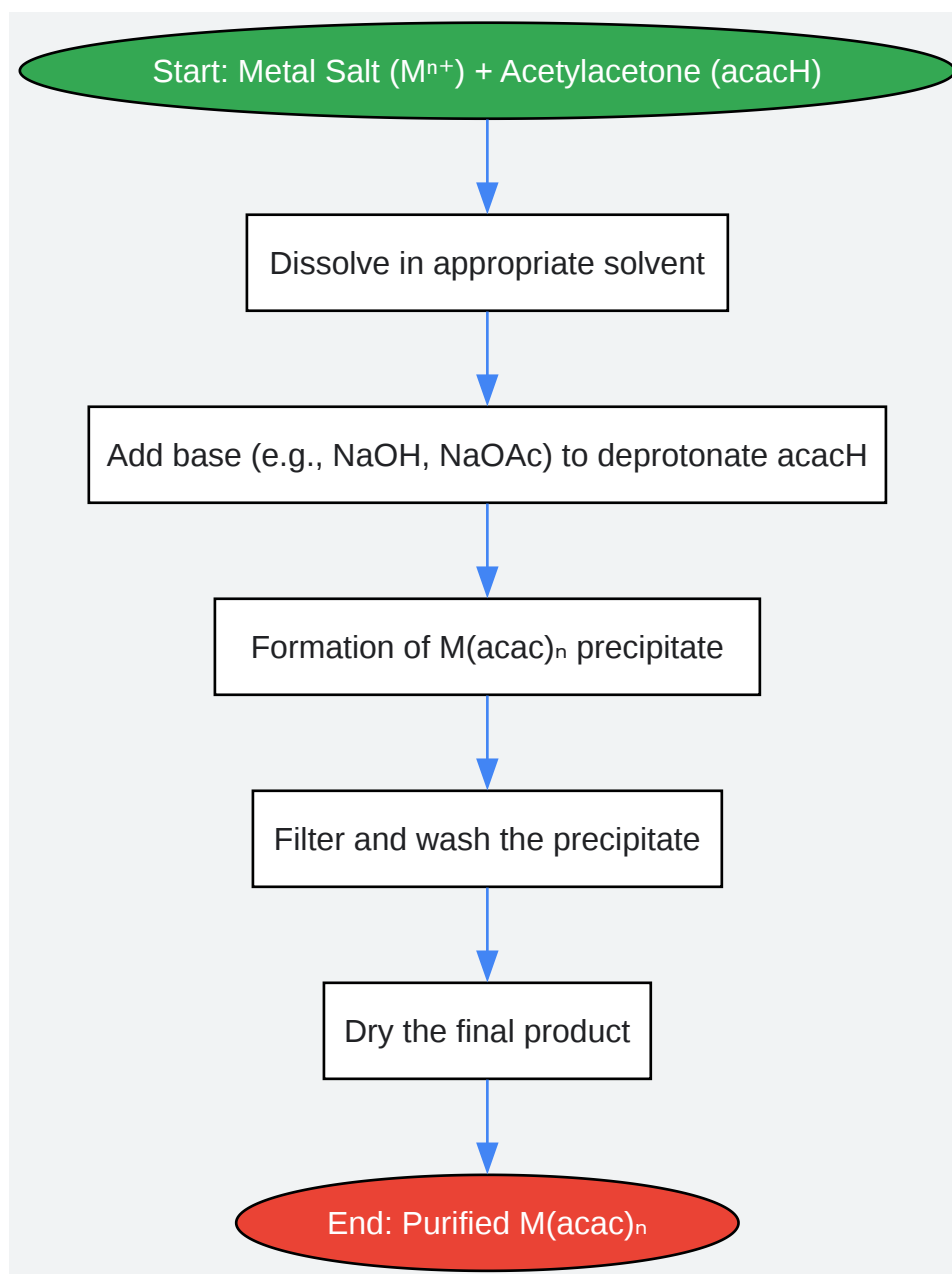 Start: Metal Salt (Mⁿ⁺) + Acetylacetone (acacH)
Dissolve in appropriate solvent
Add base (e.g., NaOH, NaOAc) to deprotonate acacH
Formation of M(acac)ₙ precipitate
Filter and wash the precipitate
Dry the final product
End: Purified M(acac)ₙ